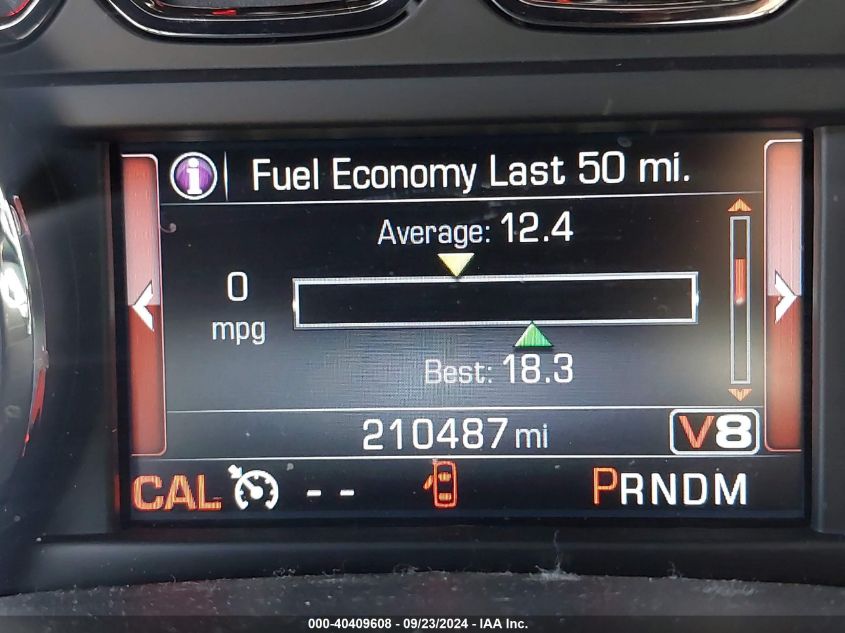 i Fuel Economy Last 50 mi.
Average: 12.4
0
mpg
Best: 18.3
210487 mi V8
CAL -- PRNDM
000-40409608 - 09/23/2024 - IAA Inc.